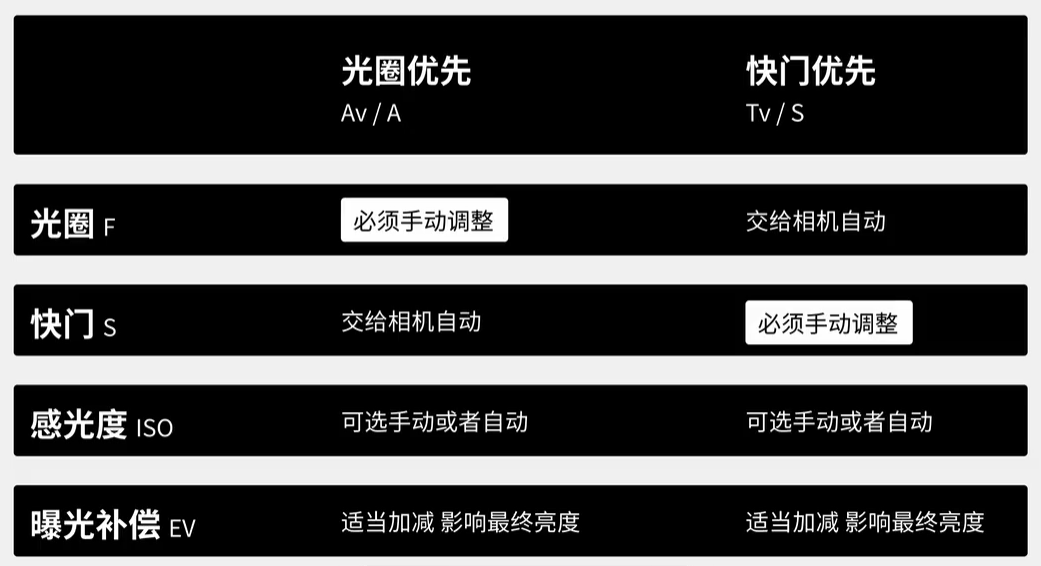 光圈优先 快门优先
Av / A Tv / S
光圈 F 必须手动调整 交给相机自动
快门 S 交给相机自动 必须手动调整
感光度 ISO 可选手动或者自动 可选手动或者自动
曝光补偿 EV 适当加减 影响最终亮度 适当加减 影响最终亮度